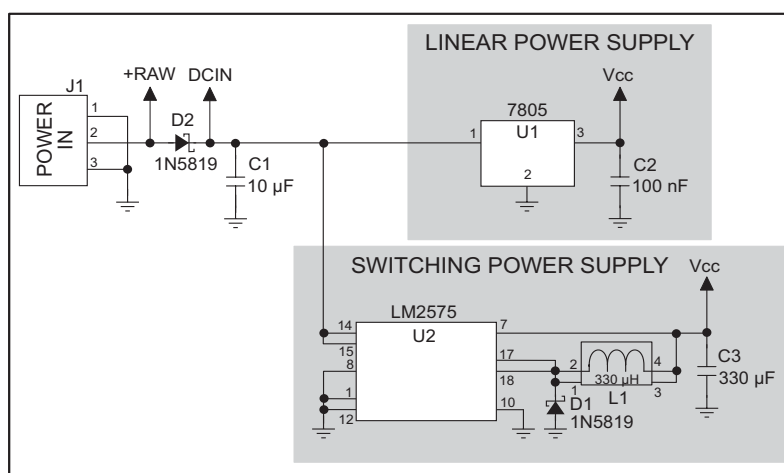 LINEAR POWER SUPPLY
+RAW
DCIN
Vcc
J1
POWER
IN
1
2
3
D2
1N5819
C1
10 µF
7805
U1
1
3
2
C2
100 nF
SWITCHING POWER SUPPLY
Vcc
LM2575
U2
14
15
8
1
12
7
17
18
10
2
4
330 µH
1
3
L1
D1
1N5819
C3
330 µF